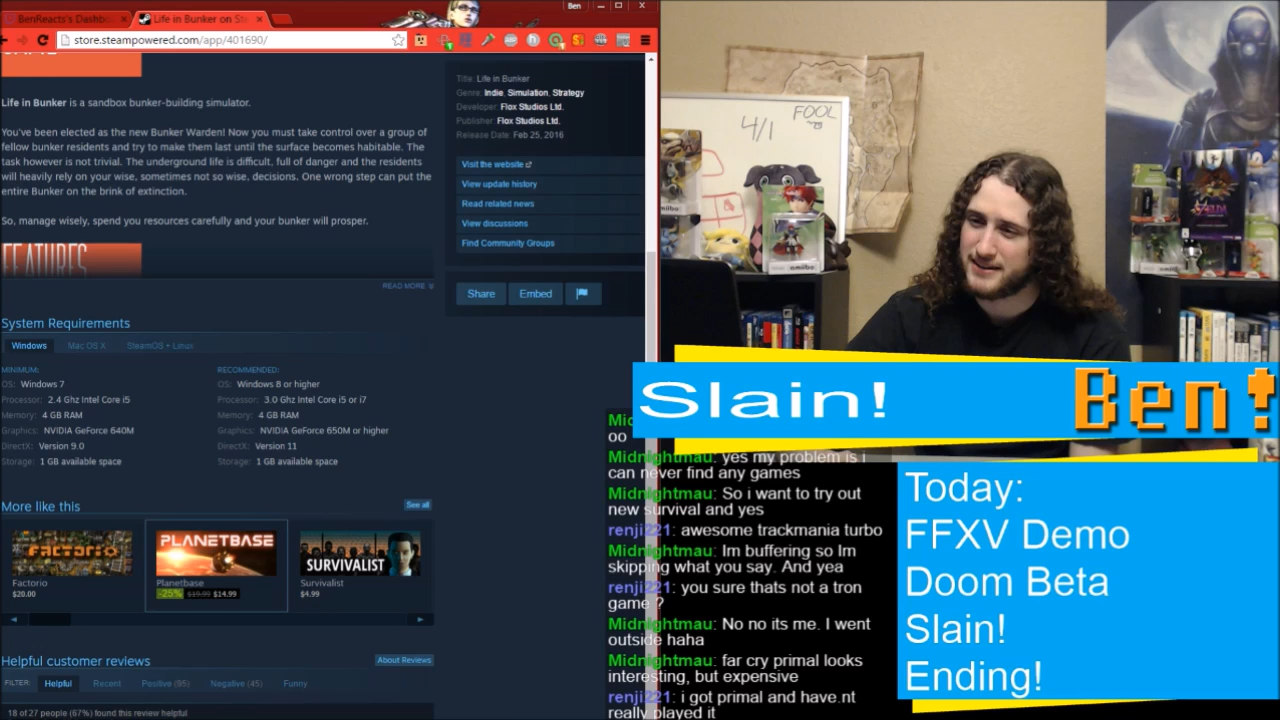 BenReacts's Dashbo
Life in Bunker on Ste
Ben
store.steampowered.com/app/401690/
Life in Bunker is a sandbox bunker-building simulator.
You've been elected as the new Bunker Warden! Now you must take control over a group of
fellow bunker residents and try to make them last until the surface becomes habitable. The
task however is not trivial. The underground life is difficult, full of danger and the residents
will heavily rely on your wise, sometimes not so wise, decisions. One wrong step can put the
entire Bunker on the brink of extinction.
So, manage wisely, spend you resources carefully and your bunker will prosper.
FEATURES
READ MORE
Title: Life in Bunker
Genre: Indie, Simulation, Strategy
Developer: Flox Studios Ltd.
Publisher: Flox Studios Ltd.
Release Date: Feb 25, 2016
Visit the website
View update history
Read related news
View discussions
Find Community Groups
Share Embed
System Requirements
Windows Mac OS X SteamOS + Linux
MINIMUM:
OS: Windows 7
Processor: 2.4 Ghz Intel Core i5
Memory: 4 GB RAM
Graphics: NVIDIA GeForce 640M
DirectX: Version 9.0
Storage: 1 GB available space
RECOMMENDED:
OS: Windows 8 or higher
Processor: 3.0 Ghz Intel Core i5 or i7
Memory: 4 GB RAM
Graphics: NVIDIA GeForce 650M or higher
DirectX: Version 11
Storage: 1 GB available space
More like this
See all
FACTORIO
Factorio
$20.00
PLANETBASE
Planetbase
-25% $19.99 $14.99
SURVIVALIST
Survivalist
$4.99
Helpful customer reviews
About Reviews
FILTER: Helpful Recent Positive (95) Negative (45) Funny
18 of 27 people (67%) found this review helpful
4/1
FOOL
amiibo
ZELDA
Slain!
Ben!
oo
Midnightmau: yes my problem is i
can never find any games
Midnightmau: So i want to try out
new survival and yes
renji221: awesome trackmania turbo
Midnightmau: Im buffering so Im
skipping what you say. And yea
renji221: you sure thats not a tron
game ?
Midnightmau: No no its me. I went
outside haha
Midnightmau: far cry primal looks
interesting, but expensive
renji221: i got primal and have.nt
really played it
Today:
FFXV Demo
Doom Beta
Slain!
Ending!